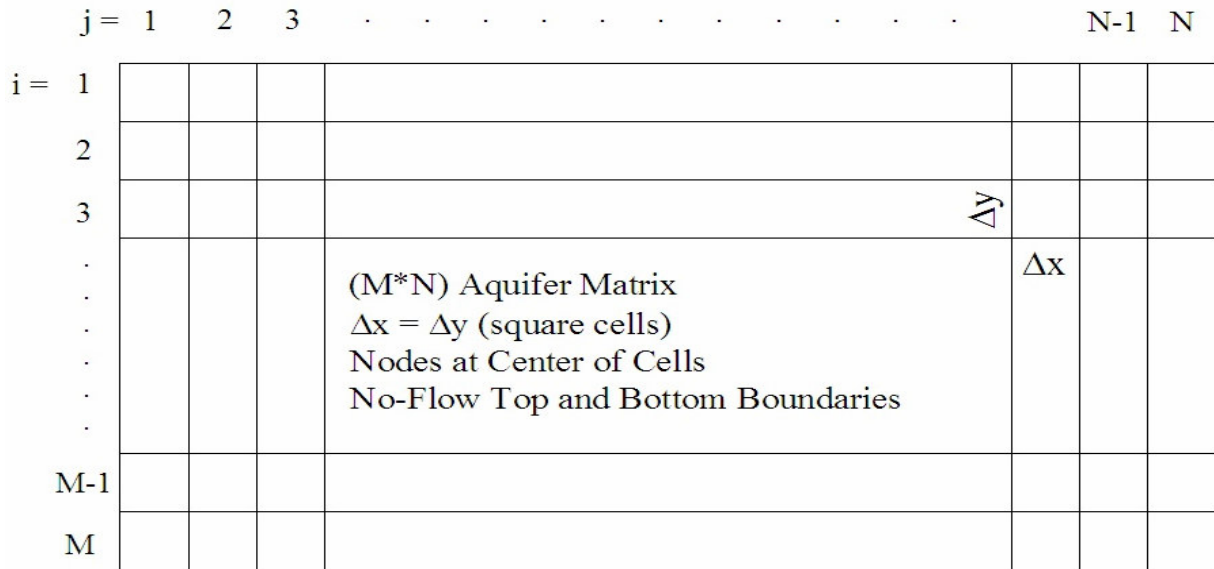 j = 1 2 3 . . . . . . . . . . . N-1 N
i = 1
2
3
Δy
.
Δx
(M*N) Aquifer Matrix
.
Δx = Δy (square cells)
.
Nodes at Center of Cells
.
No-Flow Top and Bottom Boundaries
.
.
M-1
M